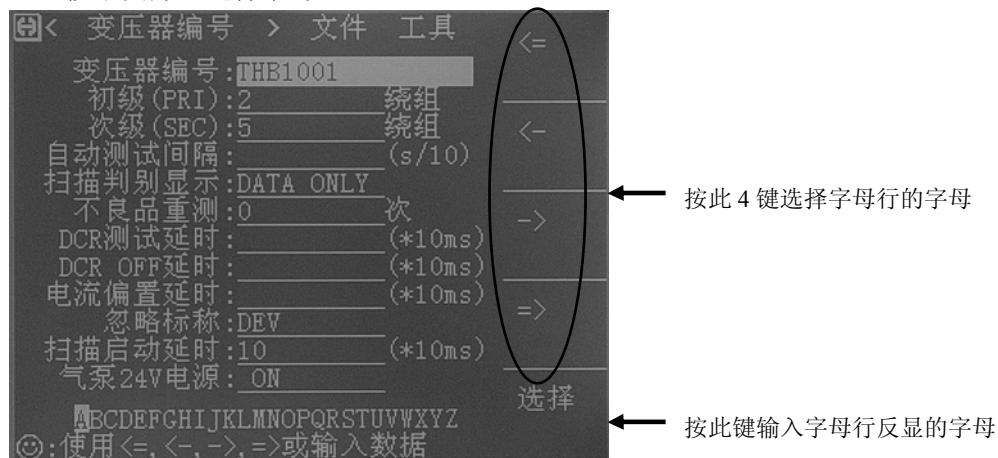 < 变压器编号 > 文件 工具
变压器编号:THB1001
初级(PRI):2 绕组
次级(SEC):5 绕组
自动测试间隔: (s/10)
扫描判别显示:DATA ONLY
不良品重测:0 次
DCR测试延时: (*10ms)
DCR OFF延时: (*10ms)
电流偏置延时: (*10ms)
忽略标称:DEV
扫描启动延时:10 (*10ms)
气泵24V电源: ON
ABCDEFGHIJKLMNOPQRSTUVWXYZ
:使用<=,<-,->,=>或输入数据
<=
<-
->
=>
选择
按此 4 键选择字母行的字母
按此键输入字母行反显的字母